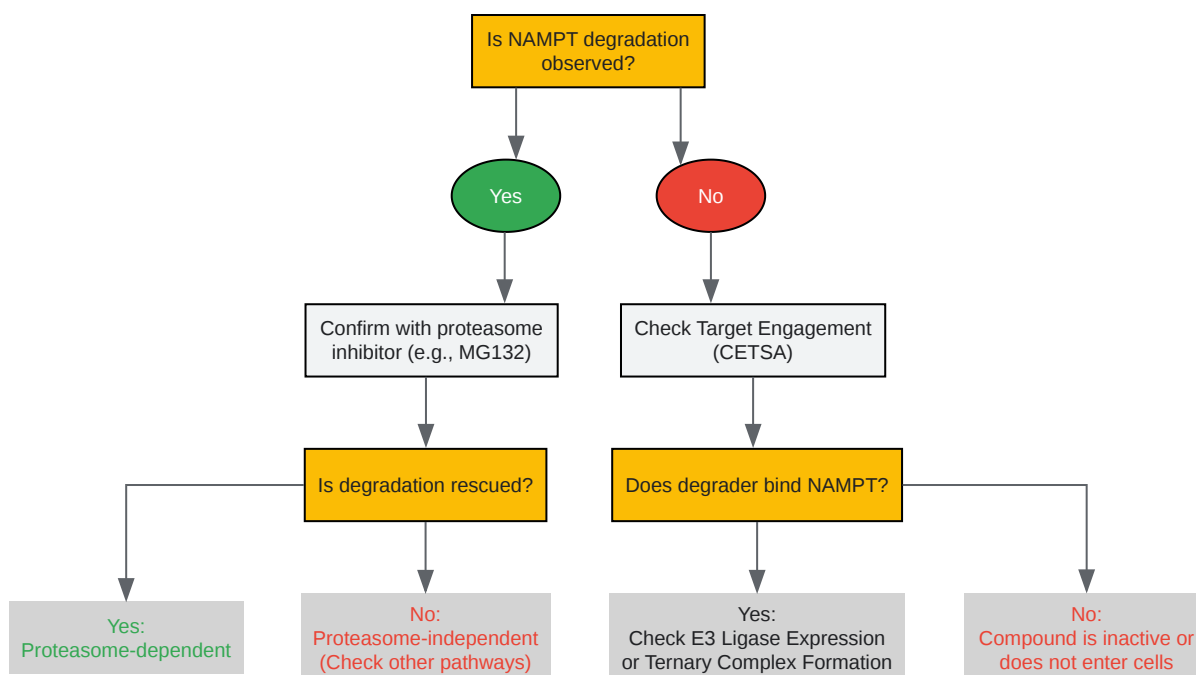 Is NAMPT degradation
observed?
Yes
No
Confirm with proteasome
inhibitor (e.g., MG132)
Check Target Engagement
(CETSA)
Is degradation rescued?
Does degrader bind NAMPT?
Yes:
Proteasome-dependent
No:
Proteasome-independent
(Check other pathways)
Yes:
Check E3 Ligase Expression
or Ternary Complex Formation
No:
Compound is inactive or
does not enter cells